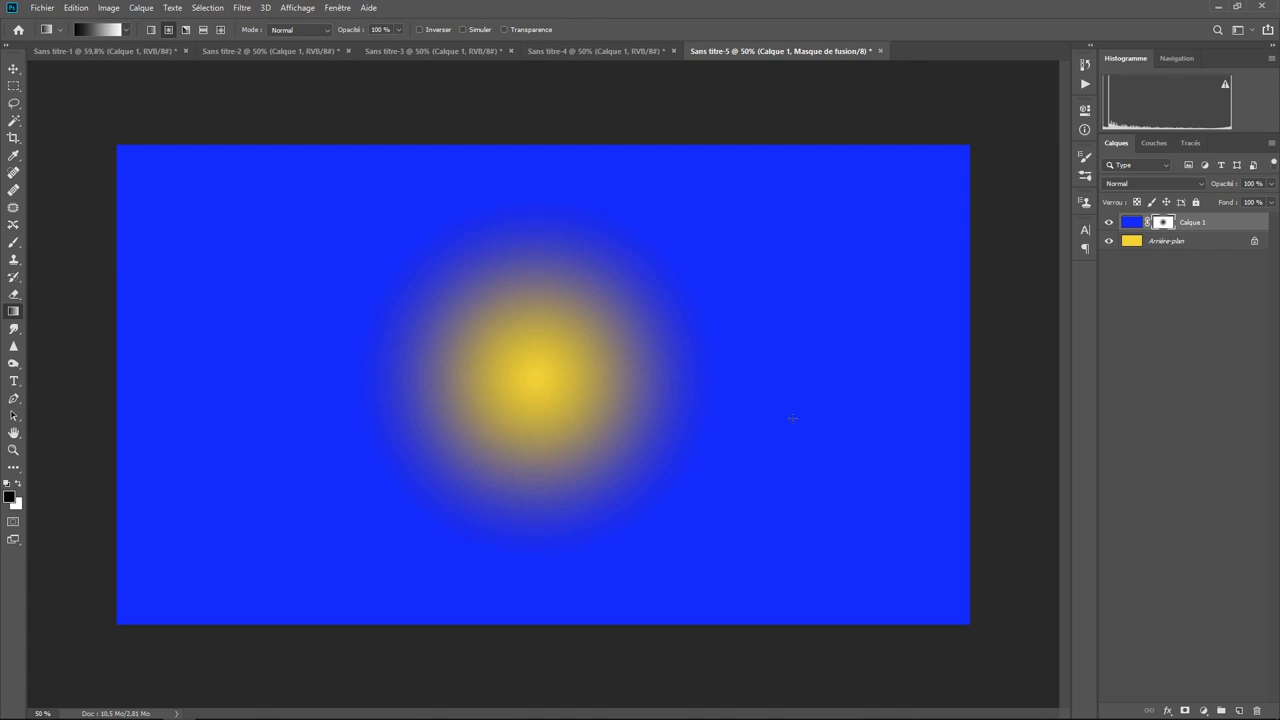 Ps Fichier Edition Image Calque Texte Sélection Filtre 3D Affichage Fenêtre Aide
Mode : Normal Opacité : 100 % Inverser Simuler Transparence
Sans titre-1 @ 59,8% (Calque 1, RVB/8#) * × Sans titre-2 @ 50% (Calque 1, RVB/8#) * × Sans titre-3 @ 50% (Calque 1, RVB/8#) * × Sans titre-4 @ 50% (Calque 1, RVB/8#) * × Sans titre-5 @ 50% (Calque 1, Masque de fusion/8) * ×
Histogramme Navigation
Calques Couches Tracés
Type
Normal Opacité : 100 %
Verrou : Fond : 100 %
Calque 1
Arrière-plan
50 % Doc : 10,5 Mo/2,81 Mo